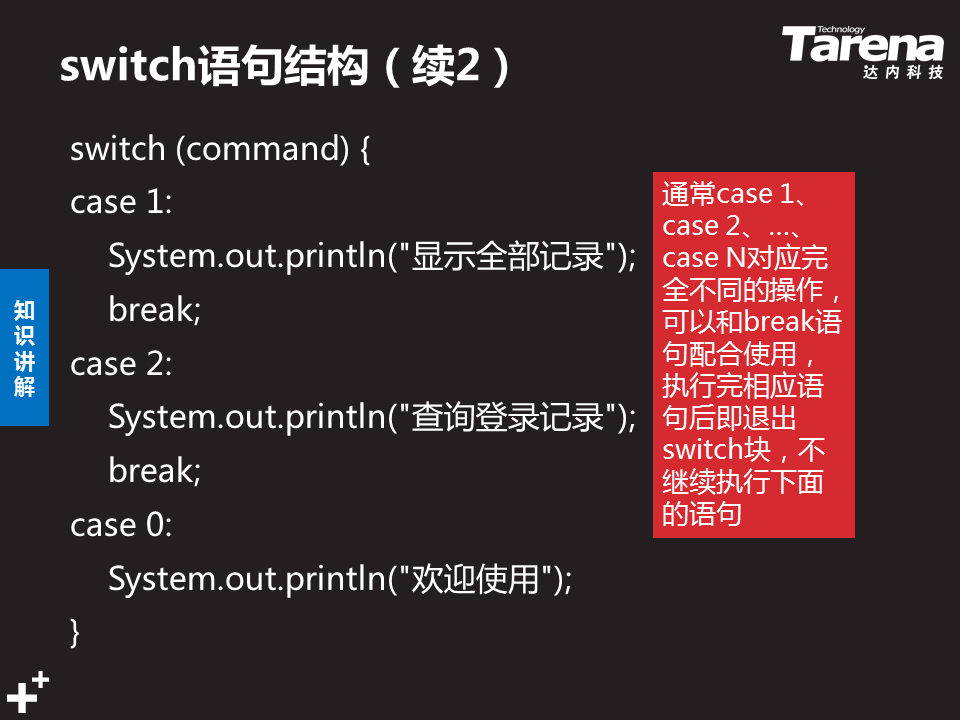 switch语句结构（续2）
Technology
Tarena
达内科技
switch (command) {
case 1:
System.out.println("显示全部记录");
break;
case 2:
System.out.println("查询登录记录");
break;
case 0:
System.out.println("欢迎使用");
}
通常case 1、
case 2、…、
case N对应完
全不同的操作，
可以和break语
句配合使用，
执行完相应语
句后即退出
switch块，不
继续执行下面
的语句
知
识
讲
解